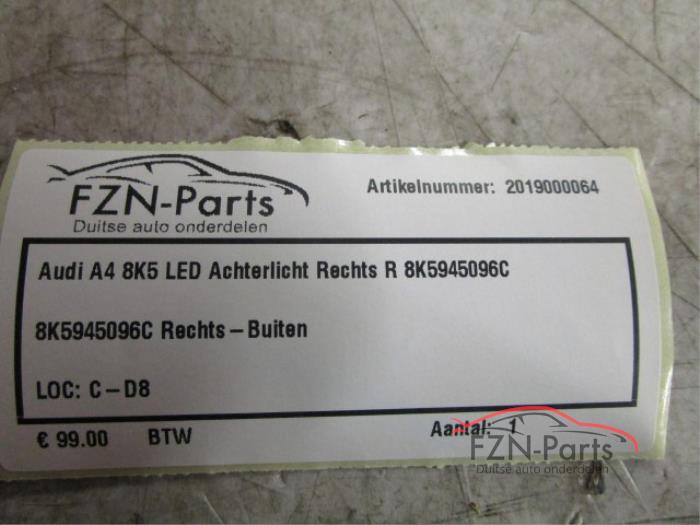 FZN-Parts
Duitse auto onderdelen
Artikelnummer: 2019000064
Audi A4 8K5 LED Achterlicht Rechts R 8K5945096C
8K5945096C Rechts-Buiten
LOC: C-D8
€ 99.00 BTW
Aantal: 1
FZN-Parts
Duitse auto onderdelen